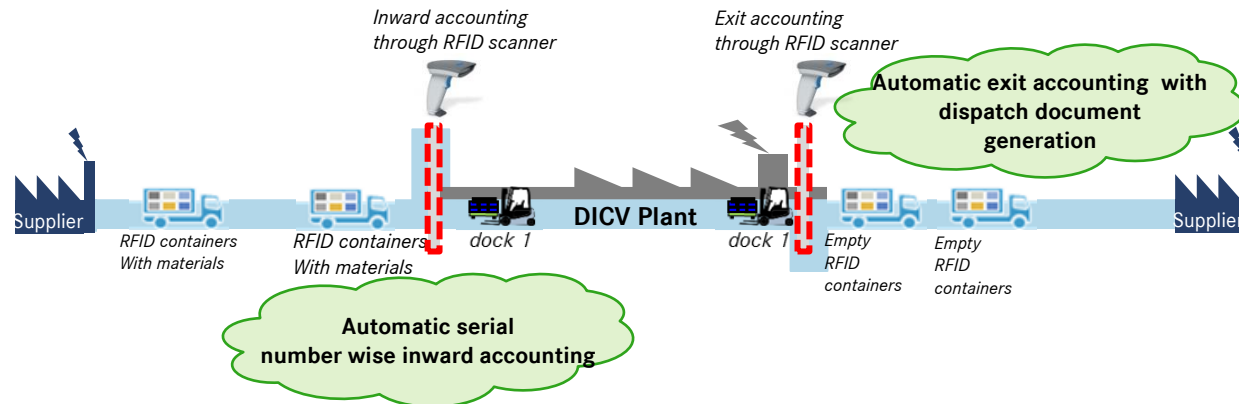 Inward accounting
through RFID scanner
Exit accounting
through RFID scanner
Automatic exit accounting with
dispatch document
generation
Supplier
RFID containers
With materials
RFID containers
With materials
dock 1
DICV Plant
dock 1
Empty
RFID
containers
Empty
RFID
containers
Supplier
Automatic serial
number wise inward accounting